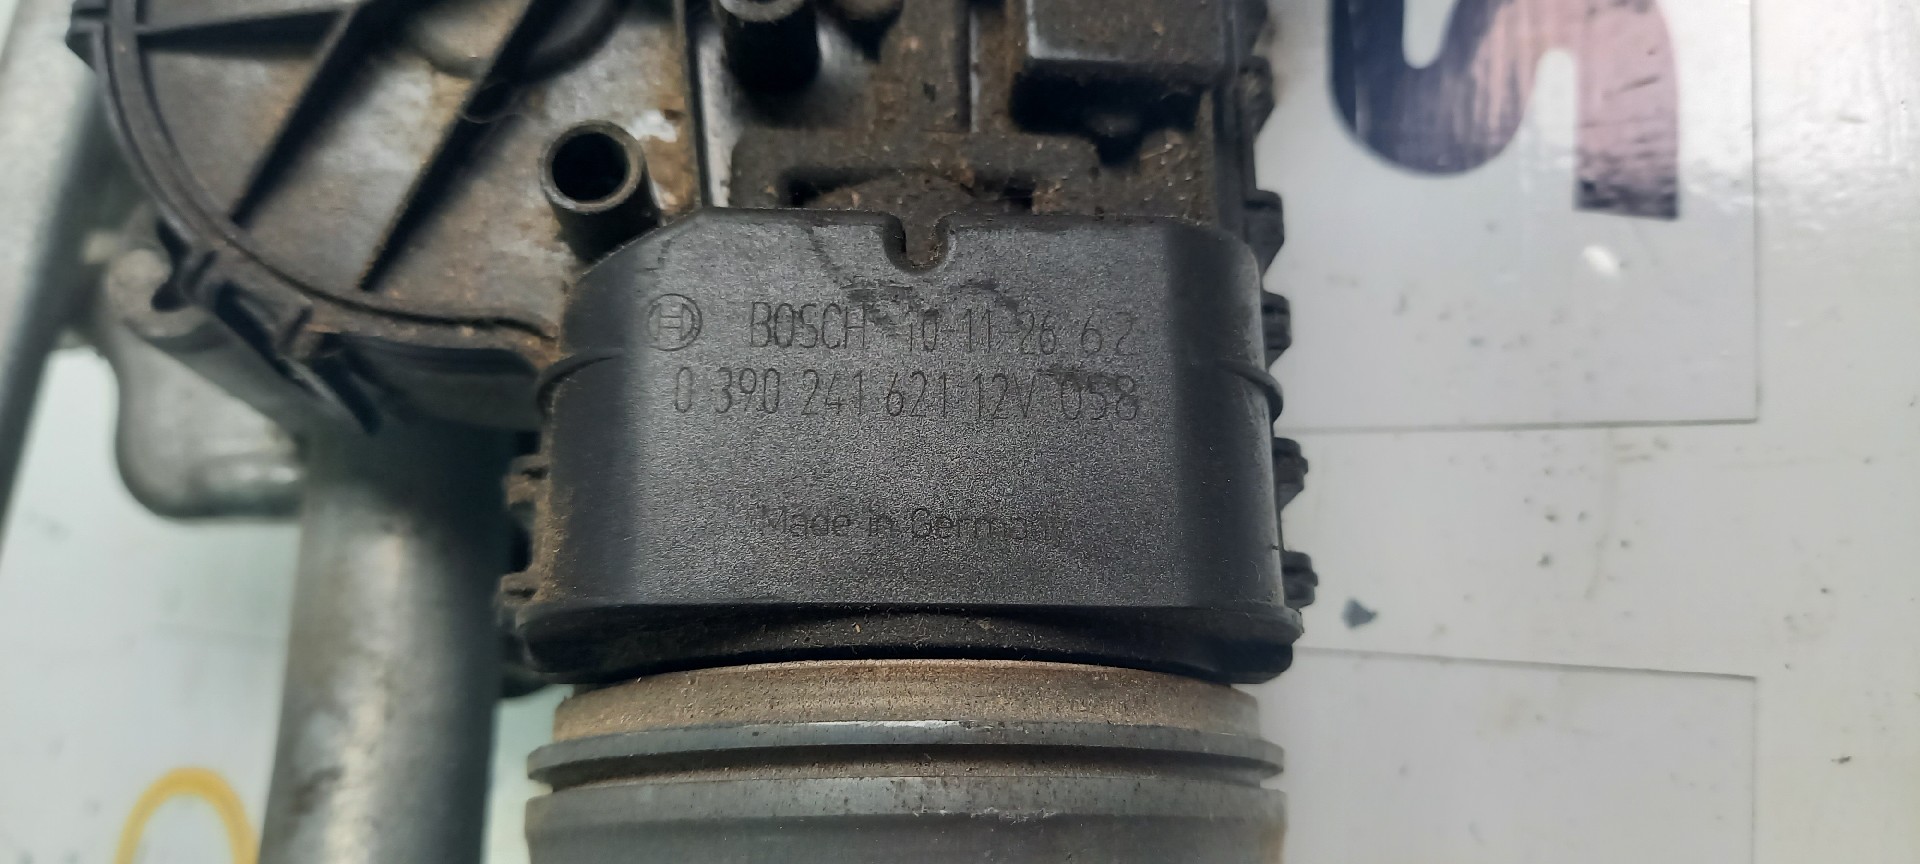 BOSCH 10-11-26 62
0 390 241 621 12V 058
Made in Germany